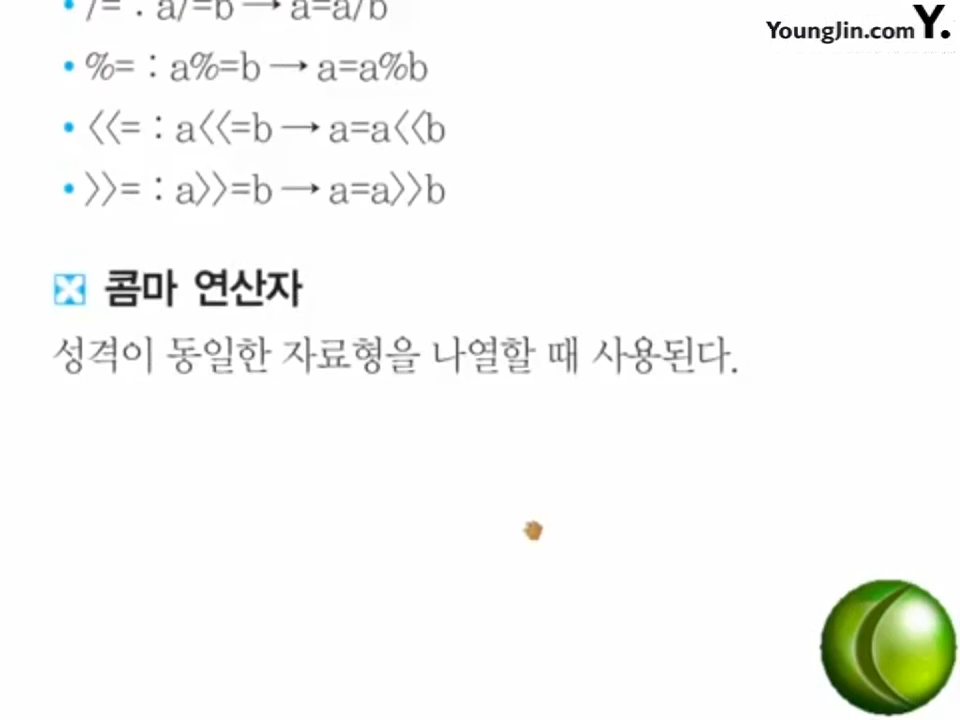 YoungJin.com Y.
• /= : a/=b → a=a/b
• %= : a%=b → a=a%b
• 〈〈= : a〈〈=b → a=a〈〈b
• 〉〉= : a〉〉=b → a=a〉〉b
콤마 연산자
성격이 동일한 자료형을 나열할 때 사용된다.